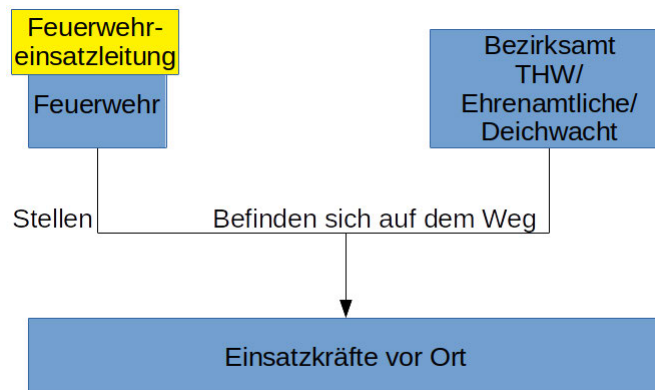 Feuerwehr-
einsatzleitung
Feuerwehr
Bezirksamt
THW/
Ehrenamtliche/
Deichwacht
Stellen
Befinden sich auf dem Weg
Einsatzkräfte vor Ort